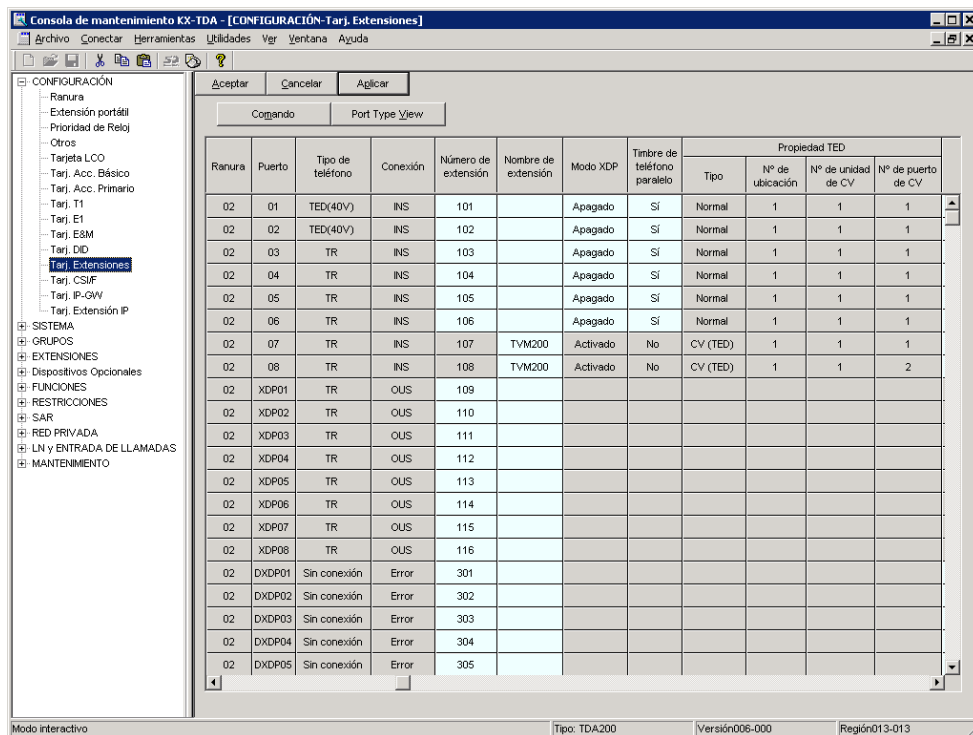 Consola de mantenimiento KX-TDA - [CONFIGURACIÓN-Tarj. Extensiones]
Archivo Conectar Herramientas Utilidades Ver Ventana Ayuda
CONFIGURACIÓN
Ranura
Extensión portátil
Prioridad de Reloj
Otros
Tarjeta LCO
Tarj. Acc. Básico
Tarj. Acc. Primario
Tarj. T1
Tarj. E1
Tarj. E&M
Tarj. DID
Tarj. Extensiones
Tarj. CSI/F
Tarj. IP-GW
Tarj. Extensión IP
SISTEMA
GRUPOS
EXTENSIONES
Dispositivos Opcionales
FUNCIONES
RESTRICCIONES
SAR
RED PRIVADA
LN y ENTRADA DE LLAMADAS
MANTENIMIENTO
Aceptar Cancelar Aplicar
Comando Port Type View
Ranura Puerto Tipo de teléfono Conexión Número de extensión Nombre de extensión Modo XDP Timbre de teléfono paralelo Propiedad TED
Tipo Nº de ubicación Nº de unidad de CV Nº de puerto de CV
02 01 TED(40V) INS 101 Apagado Sí Normal 1 1 1
02 02 TED(40V) INS 102 Apagado Sí Normal 1 1 1
02 03 TR INS 103 Apagado Sí Normal 1 1 1
02 04 TR INS 104 Apagado Sí Normal 1 1 1
02 05 TR INS 105 Apagado Sí Normal 1 1 1
02 06 TR INS 106 Apagado Sí Normal 1 1 1
02 07 TR INS 107 TVM200 Activado No CV (TED) 1 1 1
02 08 TR INS 108 TVM200 Activado No CV (TED) 1 1 2
02 XDP01 TR OUS 109
02 XDP02 TR OUS 110
02 XDP03 TR OUS 111
02 XDP04 TR OUS 112
02 XDP05 TR OUS 113
02 XDP06 TR OUS 114
02 XDP07 TR OUS 115
02 XDP08 TR OUS 116
02 DXDP01 Sin conexión Error 301
02 DXDP02 Sin conexión Error 302
02 DXDP03 Sin conexión Error 303
02 DXDP04 Sin conexión Error 304
02 DXDP05 Sin conexión Error 305
Modo interactivo Tipo: TDA200 Versión006-000 Región013-013